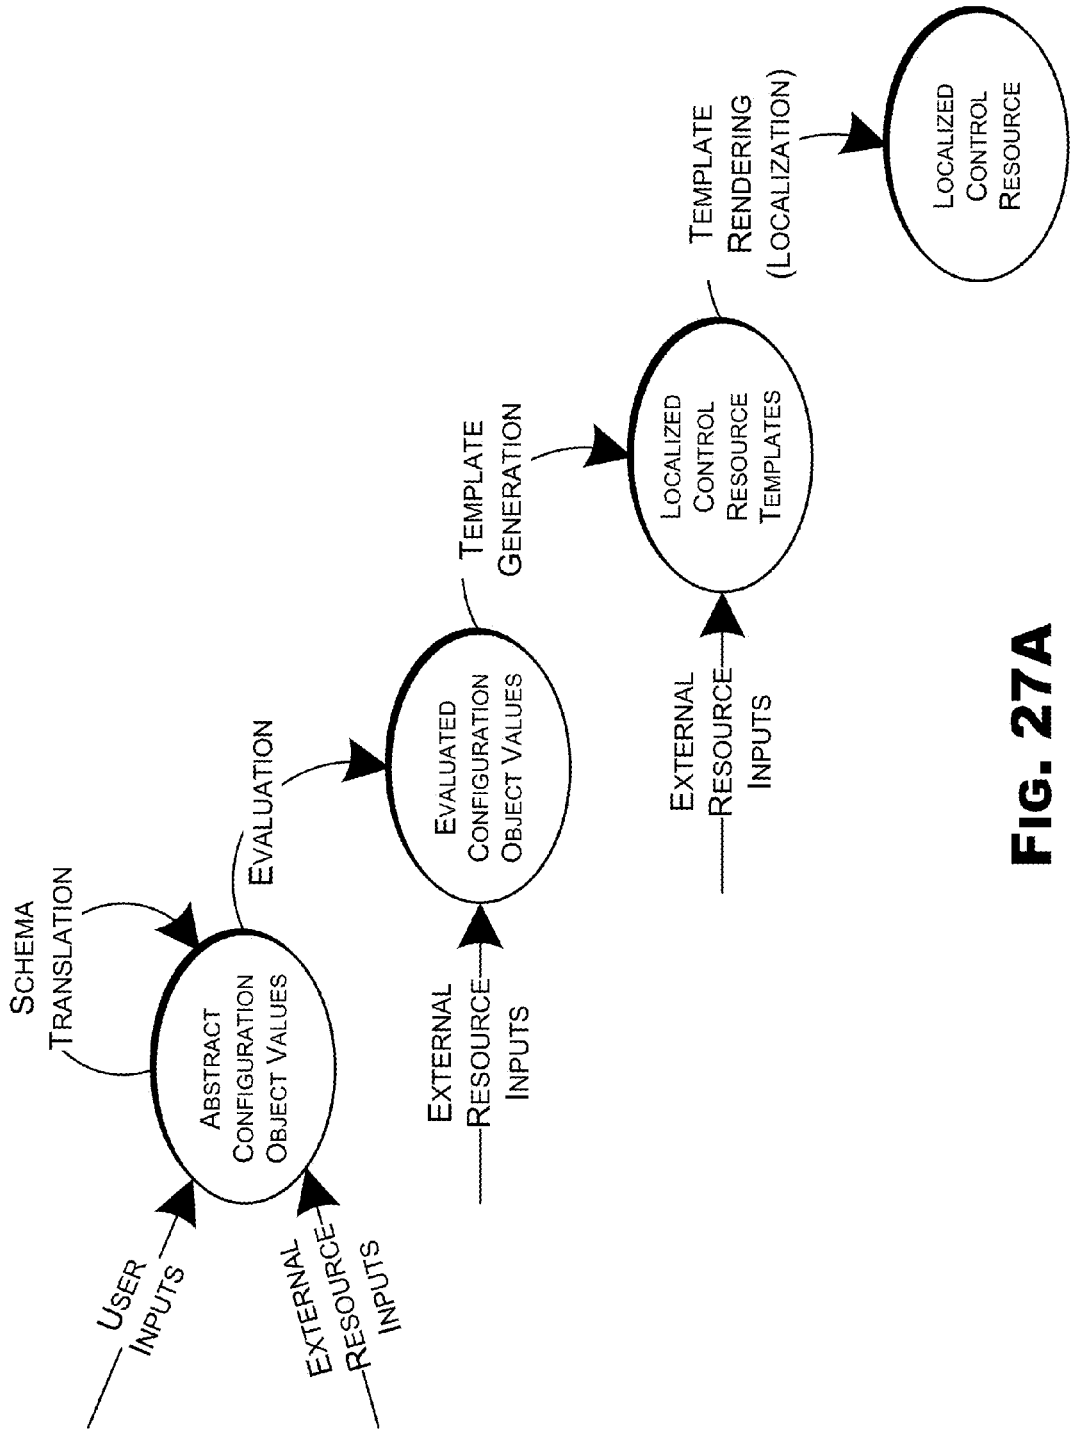 SCHEMA
TRANSLATION
USER
INPUTS
EXTERNAL
RESOURCE
INPUTS
ABSTRACT
CONFIGURATION
OBJECT VALUES
EVALUATION
EXTERNAL
RESOURCE
INPUTS
EVALUATED
CONFIGURATION
OBJECT VALUES
TEMPLATE
GENERATION
EXTERNAL
RESOURCE
INPUTS
LOCALIZED
CONTROL
RESOURCE
TEMPLATES
TEMPLATE
RENDERING
(LOCALIZATION)
LOCALIZED
CONTROL
RESOURCE
FIG. 27A